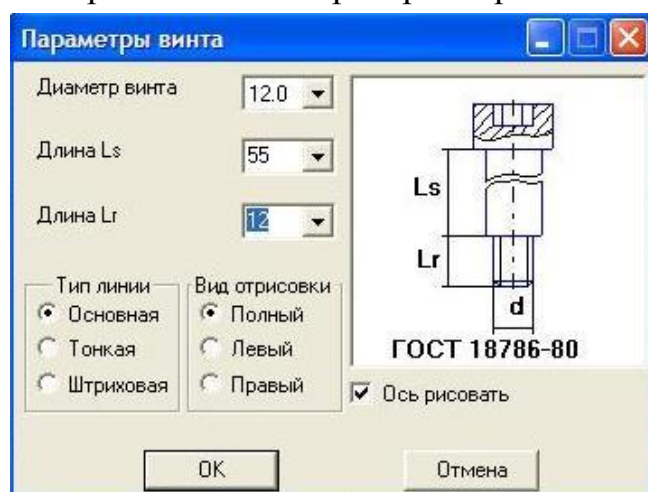 Параметры винта
Диаметр винта 12.0
Длина Ls 55
Длина Lr 12
Ls
Lr
d
ГОСТ 18786-80
Тип линии
Основная
Тонкая
Штриховая
Вид отрисовки
Полный
Левый
Правый
Ось рисовать
OK
Отмена